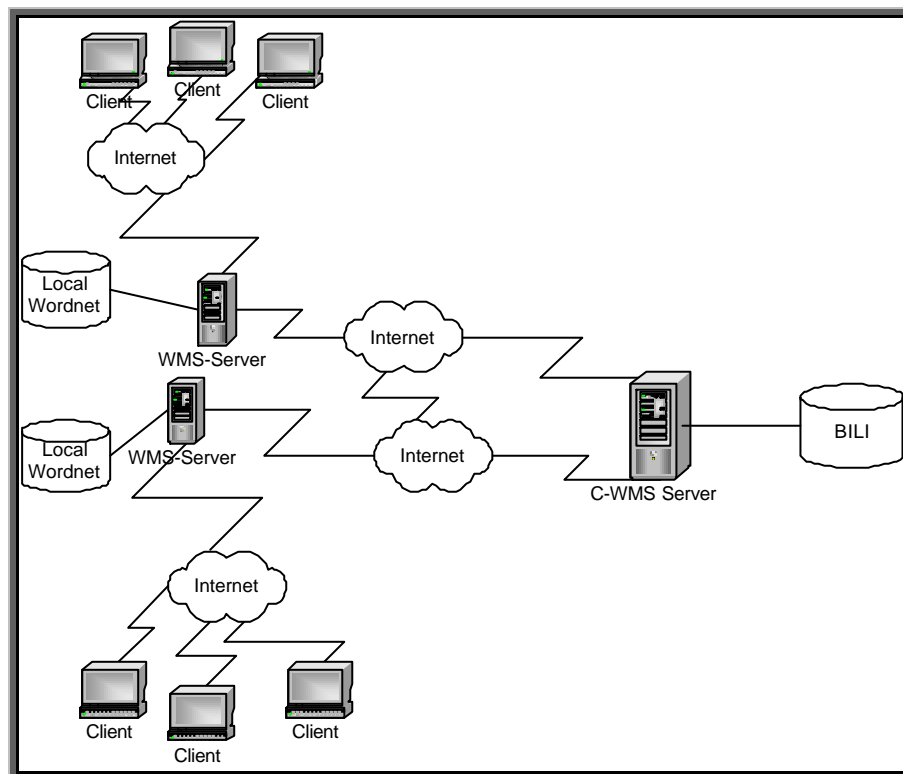 Client
Client
Client
Internet
Local
Wordnet
WMS-Server
Internet
C-WMS Server
BILI
Local
Wordnet
WMS-Server
Internet
Internet
Client
Client
Client